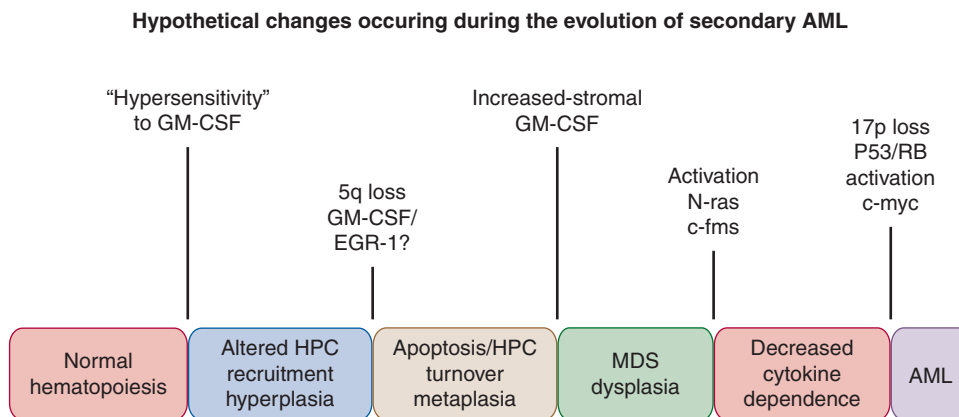 Hypothetical changes occuring during the evolution of secondary AML
“Hypersensitivity”
to GM-CSF
5q loss
GM-CSF/
EGR-1?
Increased-stromal
GM-CSF
Activation
N-ras
c-fms
17p loss
P53/RB
activation
c-myc
Normal
hematopoiesis
Altered HPC
recruitment
hyperplasia
Apoptosis/HPC
turnover
metaplasia
MDS
dysplasia
Decreased
cytokine
dependence
AML